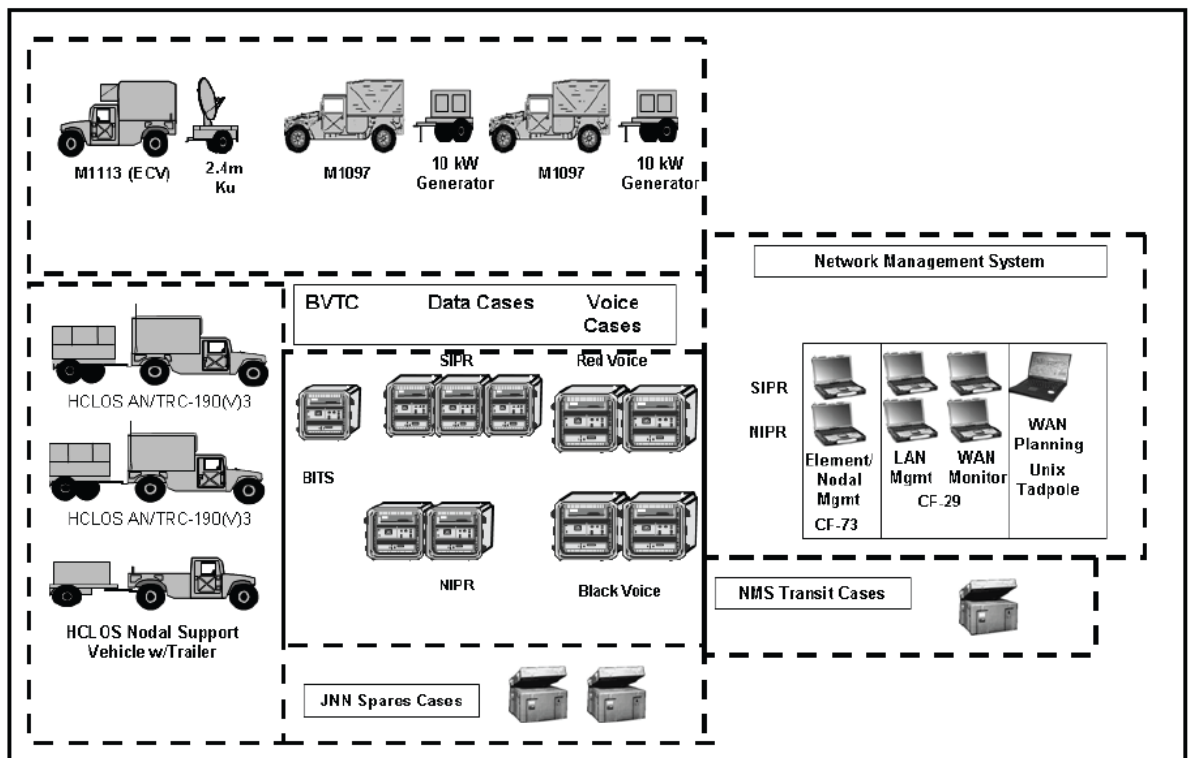 M1113 (ECV)
2.4m
Ku
M1097
10 kW
Generator
M1097
10 kW
Generator
Network Management System
BVTC
Data Cases
Voice
Cases
HCLOS AN/TRC-190(V)3
HCLOS AN/TRC-190(V)3
HCLOS Nodal Support
Vehicle w/Trailer
SIPR
Red Voice
BITS
NIPR
Black Voice
SIPR
NIPR
Element/
Nodal
Mgmt
CF-73
LAN
Mgmt
WAN
Monitor
CF-29
WAN
Planning
Unix
Tadpole
NMS Transit Cases
JNN Spares Cases